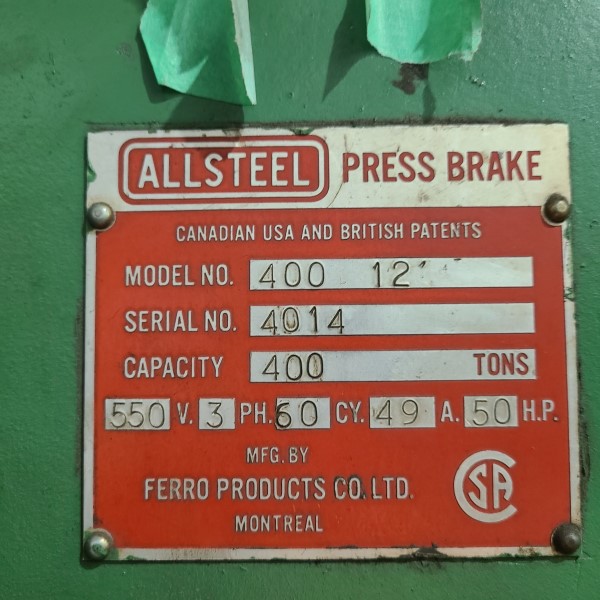 ALLSTEEL PRESS BRAKE
CANADIAN USA AND BRITISH PATENTS
MODEL NO. 400 12'
SERIAL NO. 4014
CAPACITY 400 TONS
550 V. 3 PH. 60 CY. 49 A. 50 H.P.
MFG. BY
FERRO PRODUCTS CO. LTD.
MONTREAL
CSA